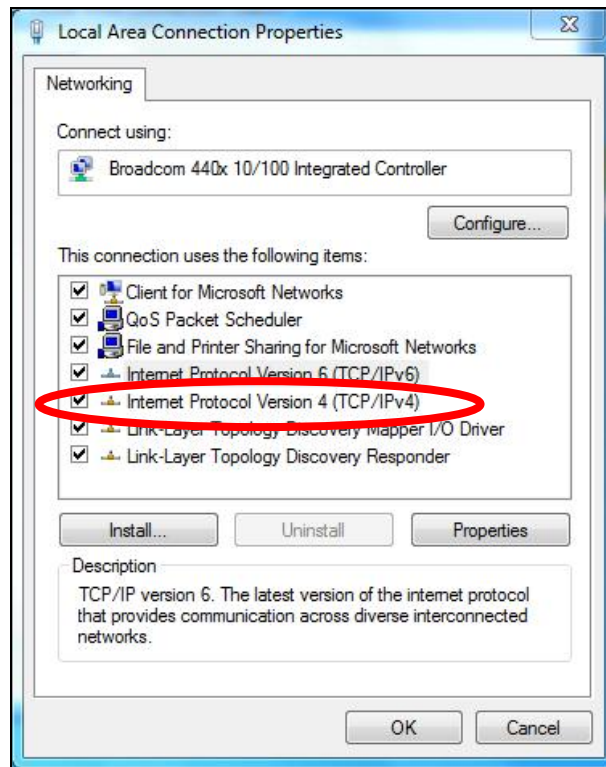 Local Area Connection Properties
Networking
Connect using:
Broadcom 440x 10/100 Integrated Controller
Configure...
This connection uses the following items:
Client for Microsoft Networks
QoS Packet Scheduler
File and Printer Sharing for Microsoft Networks
Internet Protocol Version 6 (TCP/IPv6)
Internet Protocol Version 4 (TCP/IPv4)
Link-Layer Topology Discovery Mapper I/O Driver
Link-Layer Topology Discovery Responder
Install... Uninstall Properties
Description
TCP/IP version 6. The latest version of the internet protocol
that provides communication across diverse interconnected
networks.
OK Cancel